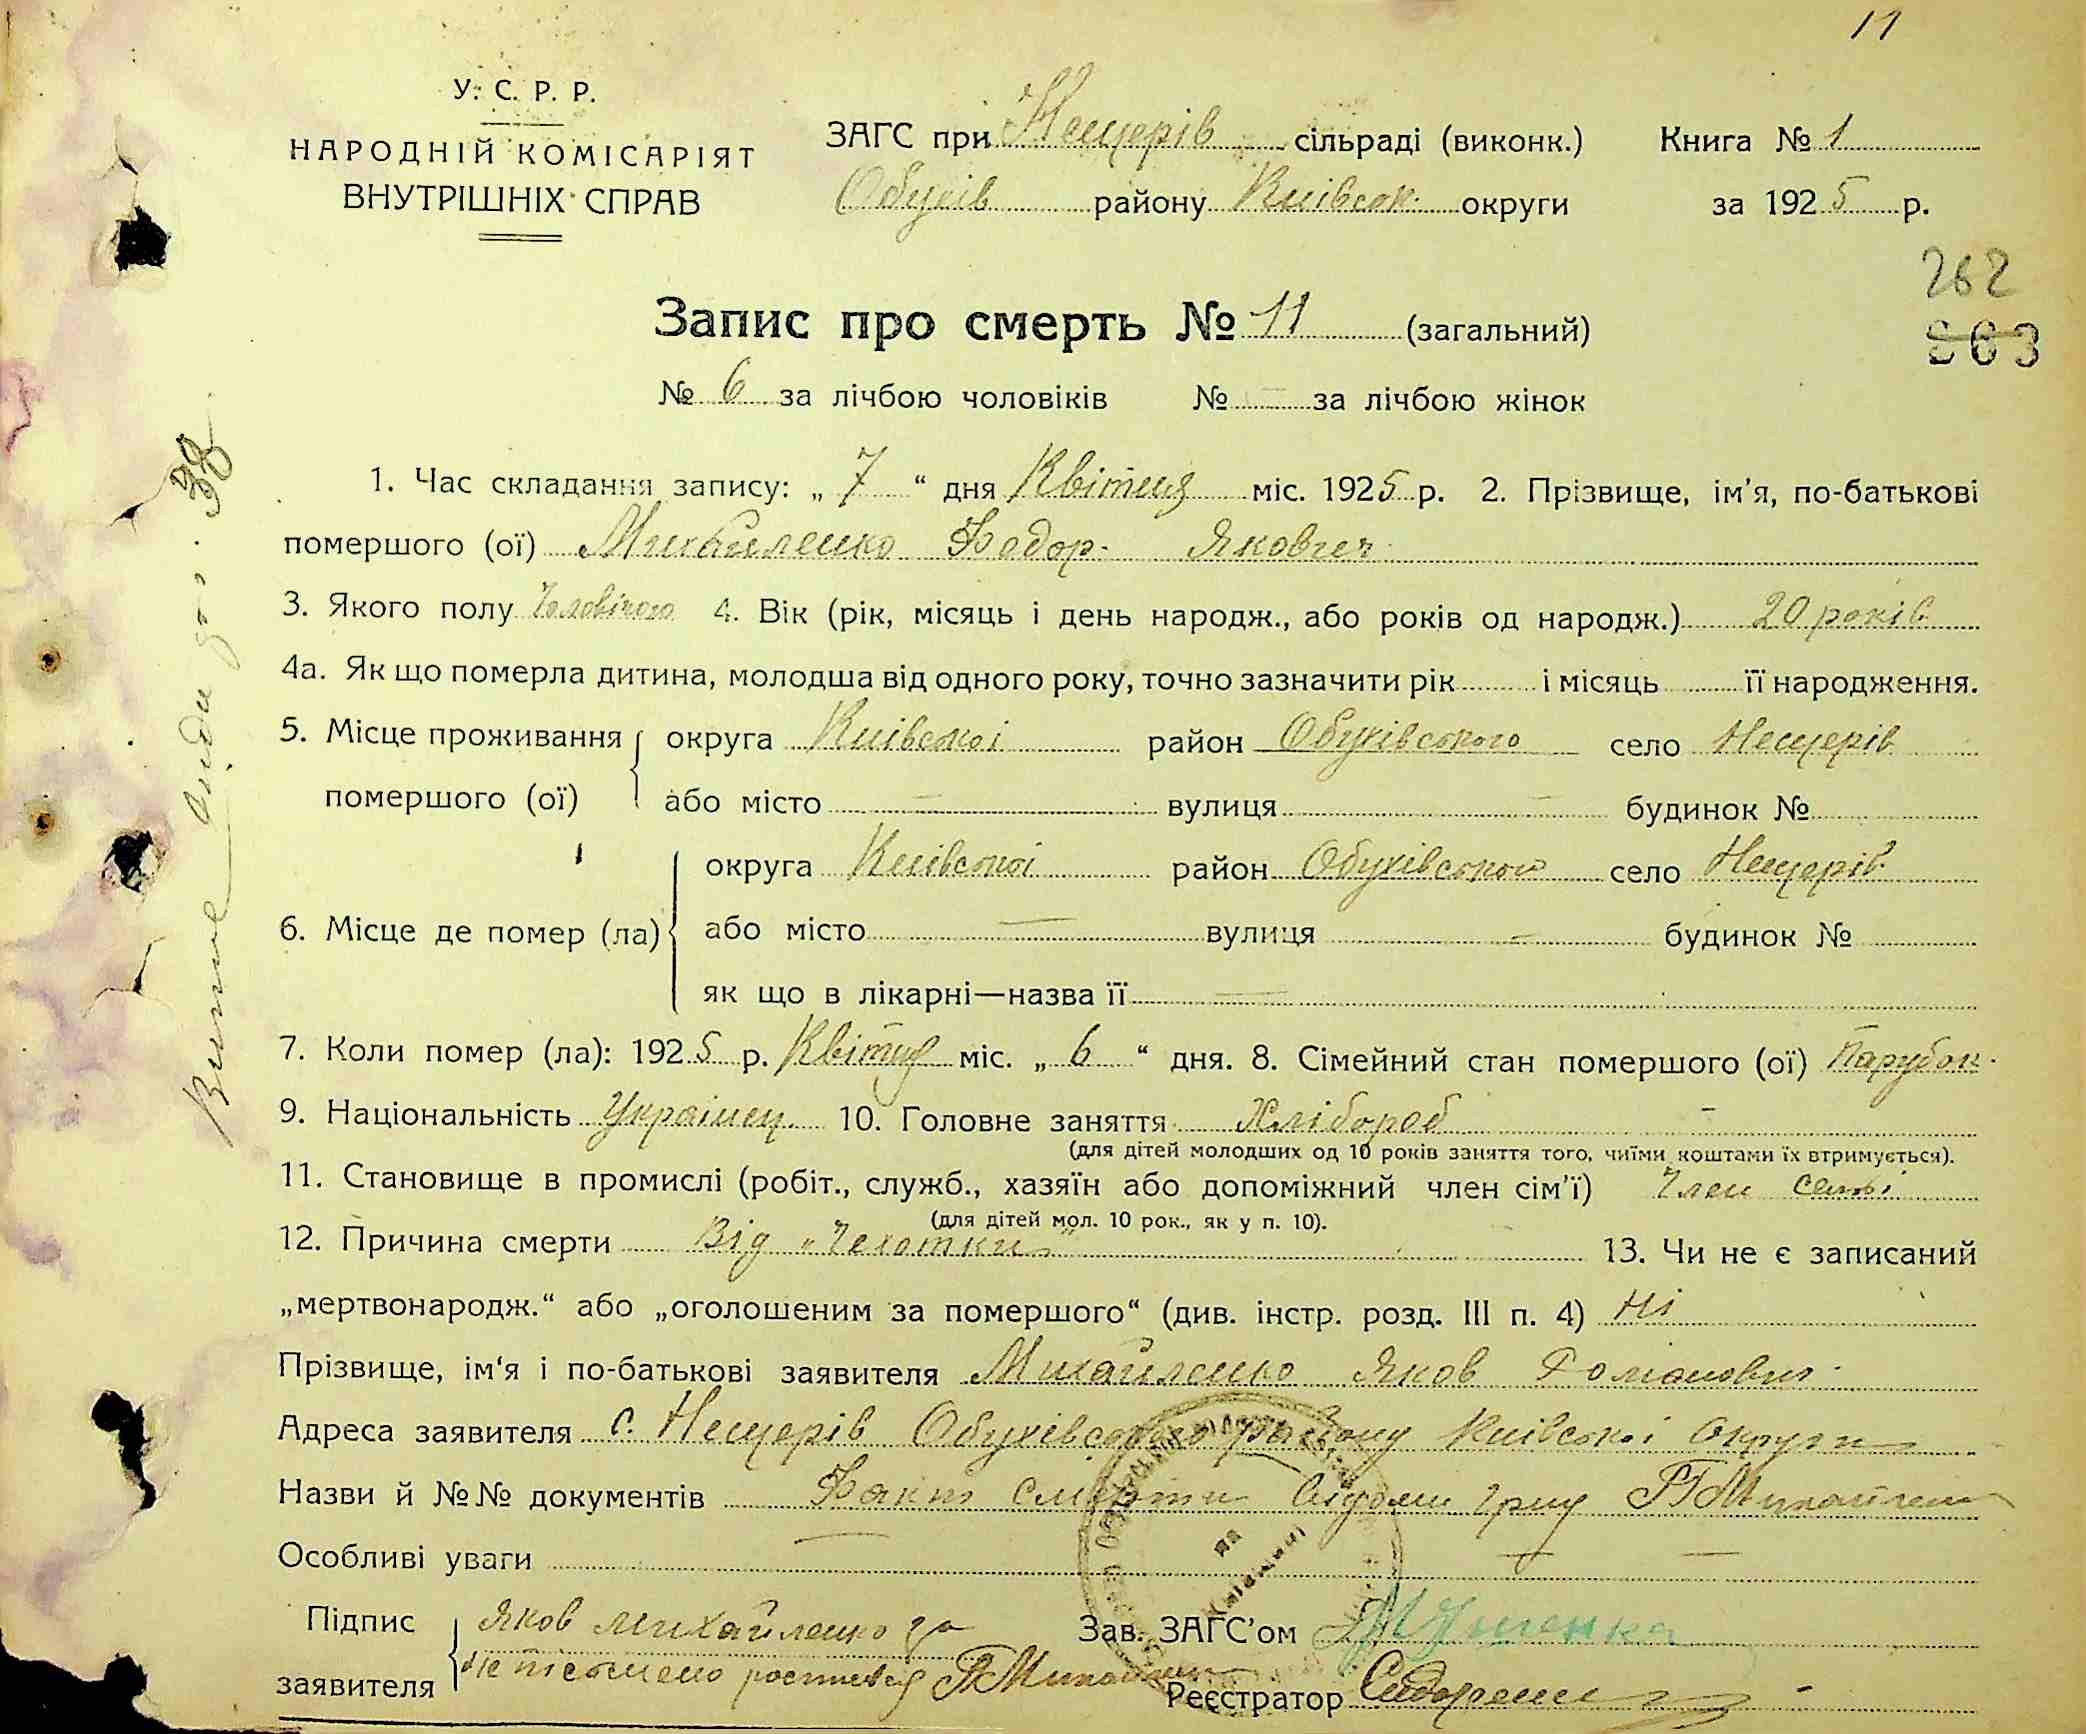 11
У. С. Р. Р.
НАРОДНІЙ КОМІСАРІЯТ
ВНУТРІШНІХ СПРАВ
ЗАГС при Нещерів сільраді (виконк.) Книга № 1
Обухів району Київськ. округи за 1925 р.
262
863
Запис про смерть № 11 (загальний)
№ 6 за лічбою чоловіків № — за лічбою жінок
1. Час складання запису: „ 7 “ дня Квітня міс. 1925 р. 2. Прізвище, ім’я, по-батькові
помершого (ої) Михайленко Ѳодор Якович
3. Якого полу Чоловічого 4. Вік (рік, місяць і день народж., або років од народж.) 20 років
4а. Як що померла дитина, молодша від одного року, точно зазначити рік і місяць її народження.
5. Місце проживання округа Київської район Обухівського село Нещерів
помершого (ої) або місто — вулиця — будинок №
округа Київської район Обухівського село Нещерів
6. Місце де помер (ла) або місто — вулиця — будинок №
як що в лікарні—назва її —
7. Коли помер (ла): 1925 р. Квітня міс. „ 6 “ дня. 8. Сімейний стан помершого (ої) Парубок.
9. Національність Українец 10. Головне заняття Хлібороб —
(для дітей молодших од 10 років заняття того, чиїми коштами їх втримується).
11. Становище в промислі (робіт., служб., хазяїн або допоміжний член сім’ї) Член семї
(для дітей мол. 10 рок., як у п. 10).
12. Причина смерти Від „Чехотки“ 13. Чи не є записаний
„мертвонародж.“ або „оголошеним за помершого“ (див. інстр. розд. III п. 4) Ні
Прізвище, ім‘я і по-батькові заявителя Михайленко Яков Романович
Адреса заявителя с. Нещерів Обухівського району Київської округи
Назви й №№ документів Факт смерти
Особливі уваги — — —
Підпис Яков Михайленко за Зав. ЗАГС’ом
заявителя Реєстратор Сидоренко
38